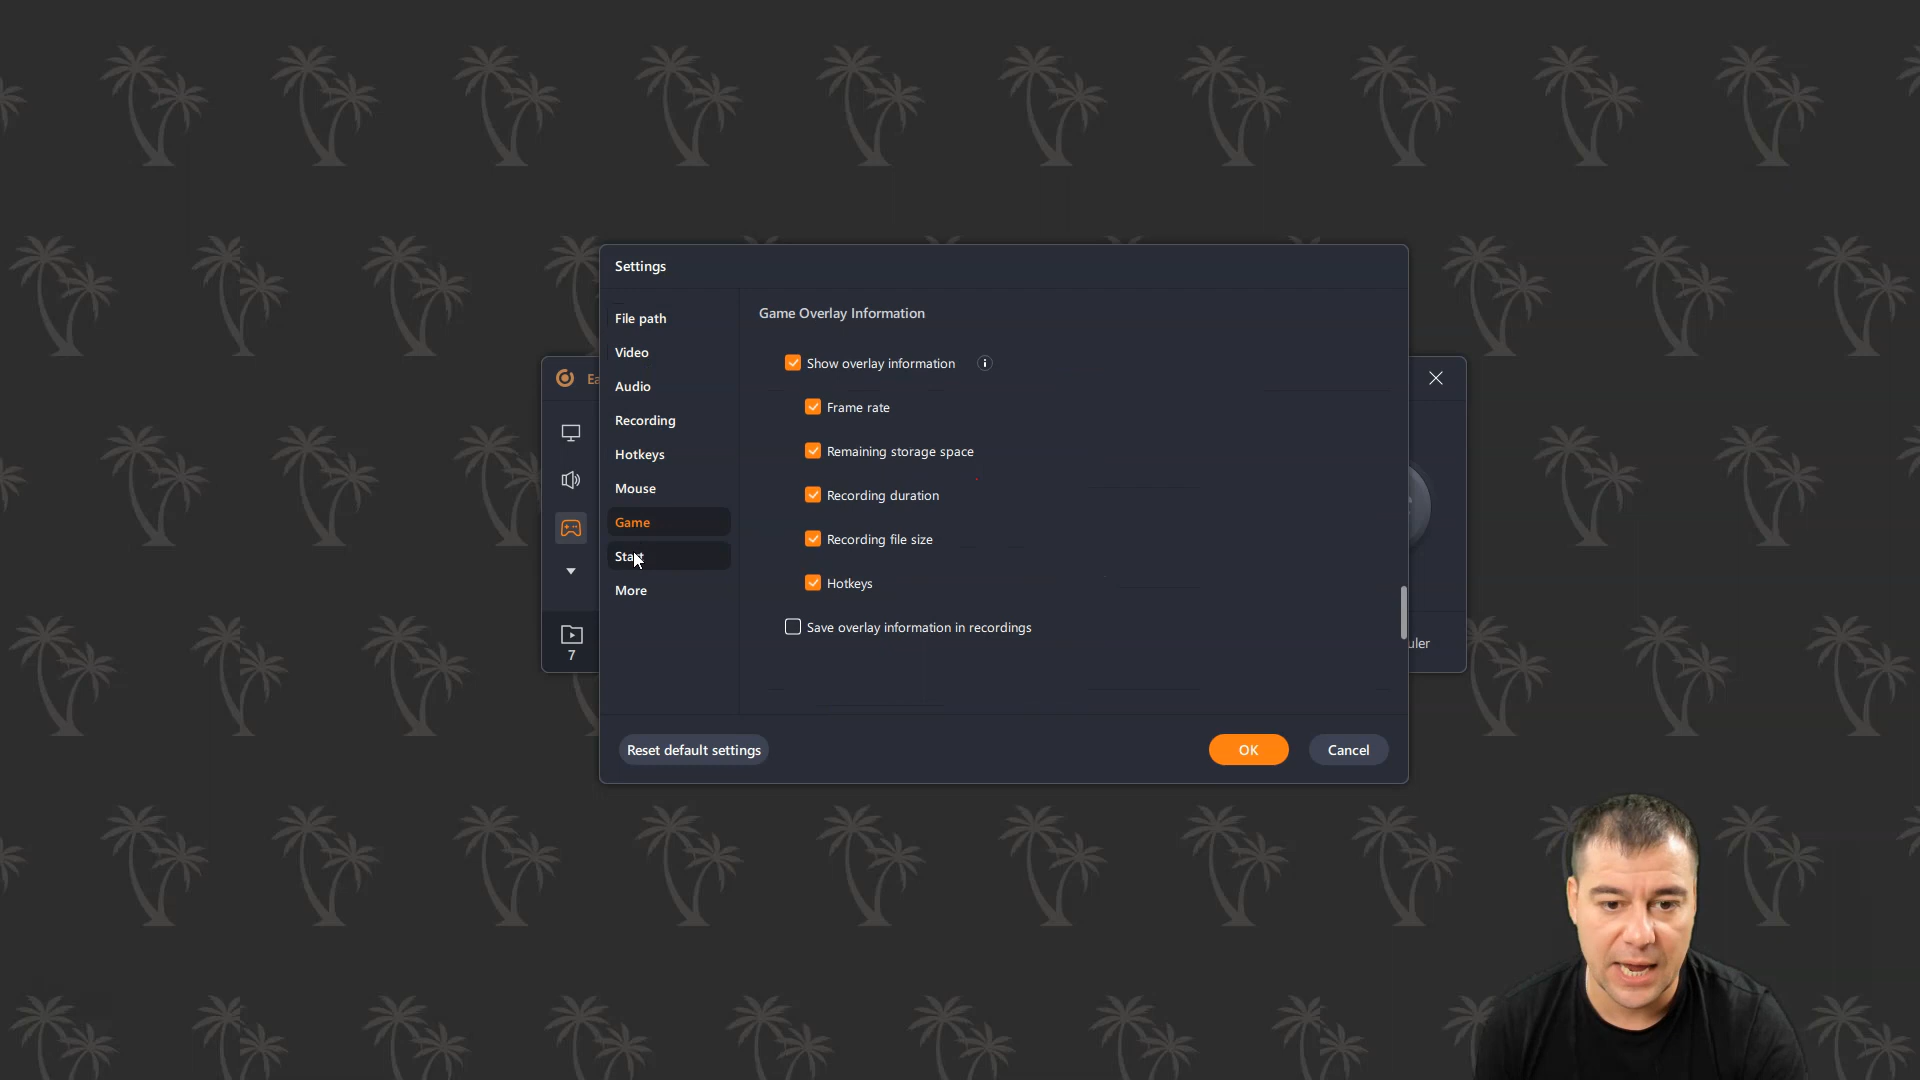 Settings
File path
Video
Audio
Recording
Hotkeys
Mouse
Game
Start
More
Game Overlay Information
Show overlay information
Frame rate
Remaining storage space
Recording duration
Recording file size
Hotkeys
Save overlay information in recordings
Reset default settings
OK
Cancel
Ea
7
uler